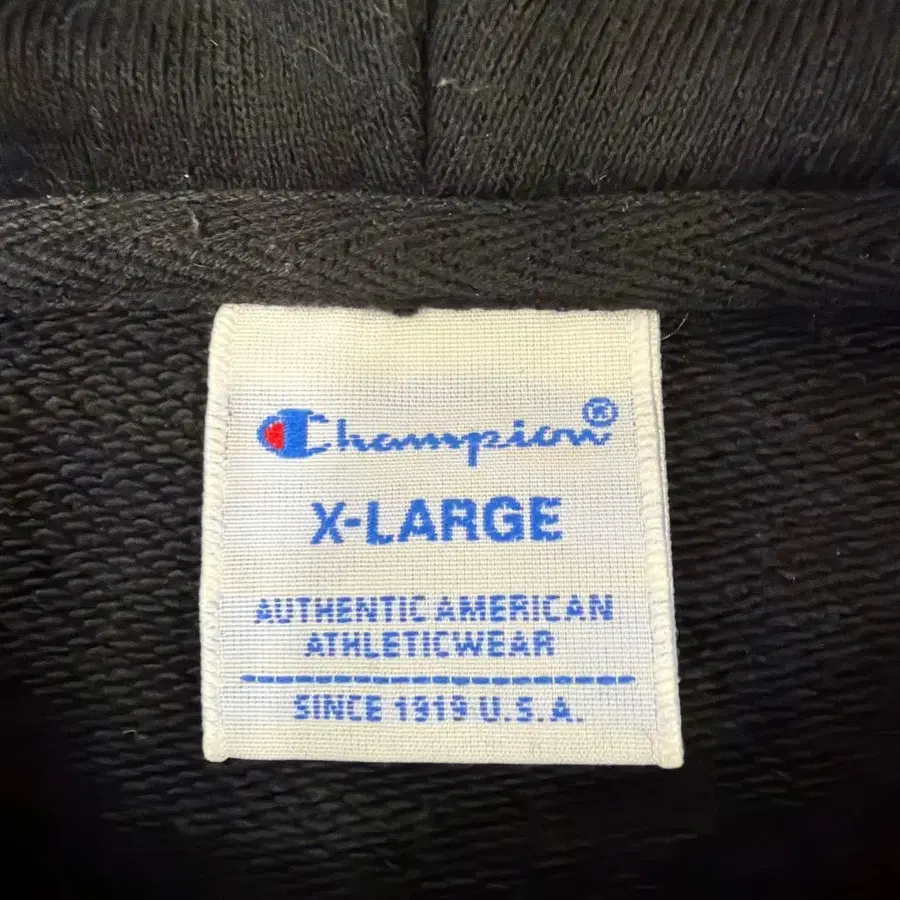 Champion®
X-LARGE
AUTHENTIC AMERICAN
ATHLETICWEAR
SINCE 1919 U.S.A.